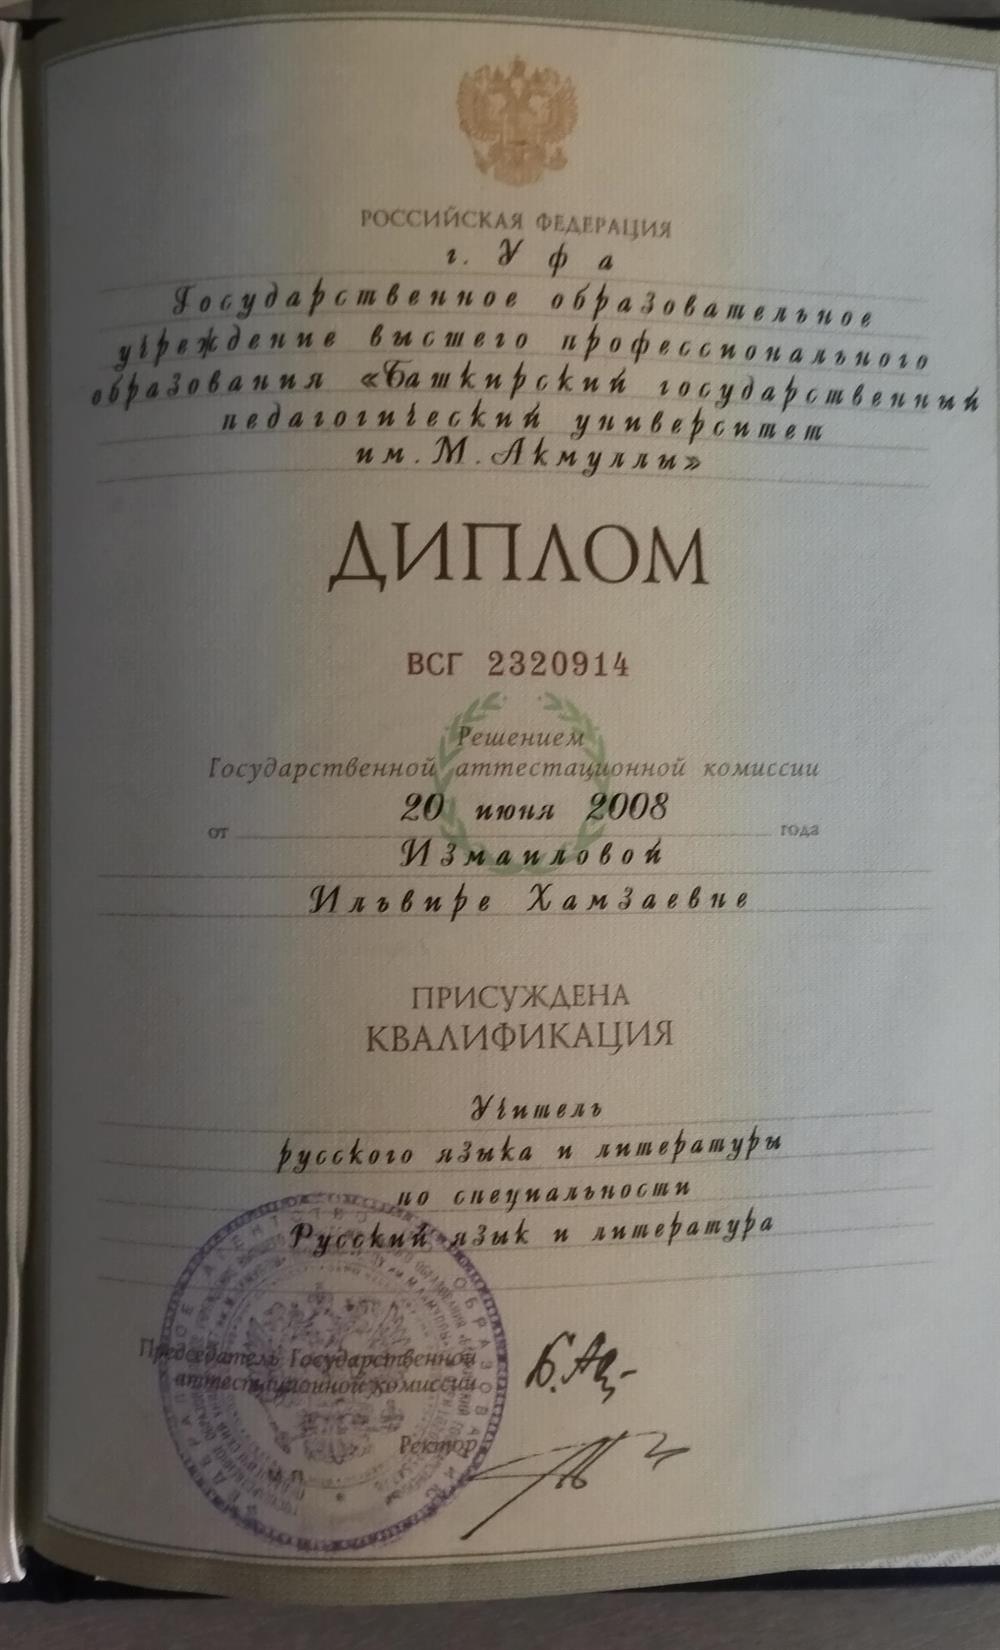 РОССИЙСКАЯ ФЕДЕРАЦИЯ
г. Уфа
Государственное образовательное
учреждение высшего профессионального
образования «Башкирский государственный
педагогический университет
им. М. Акмуллы»
ДИПЛОМ
ВСГ 2320914
Решением
Государственной аттестационной комиссии
от 20 июня 2008 года
Измаиловой
Ильвире Хамзаевне
ПРИСУЖДЕНА
КВАЛИФИКАЦИЯ
Учитель
русского языка и литературы
по специальности
Русский язык и литература
Председатель Государственной
аттестационной комиссии
Ректор
М.П.